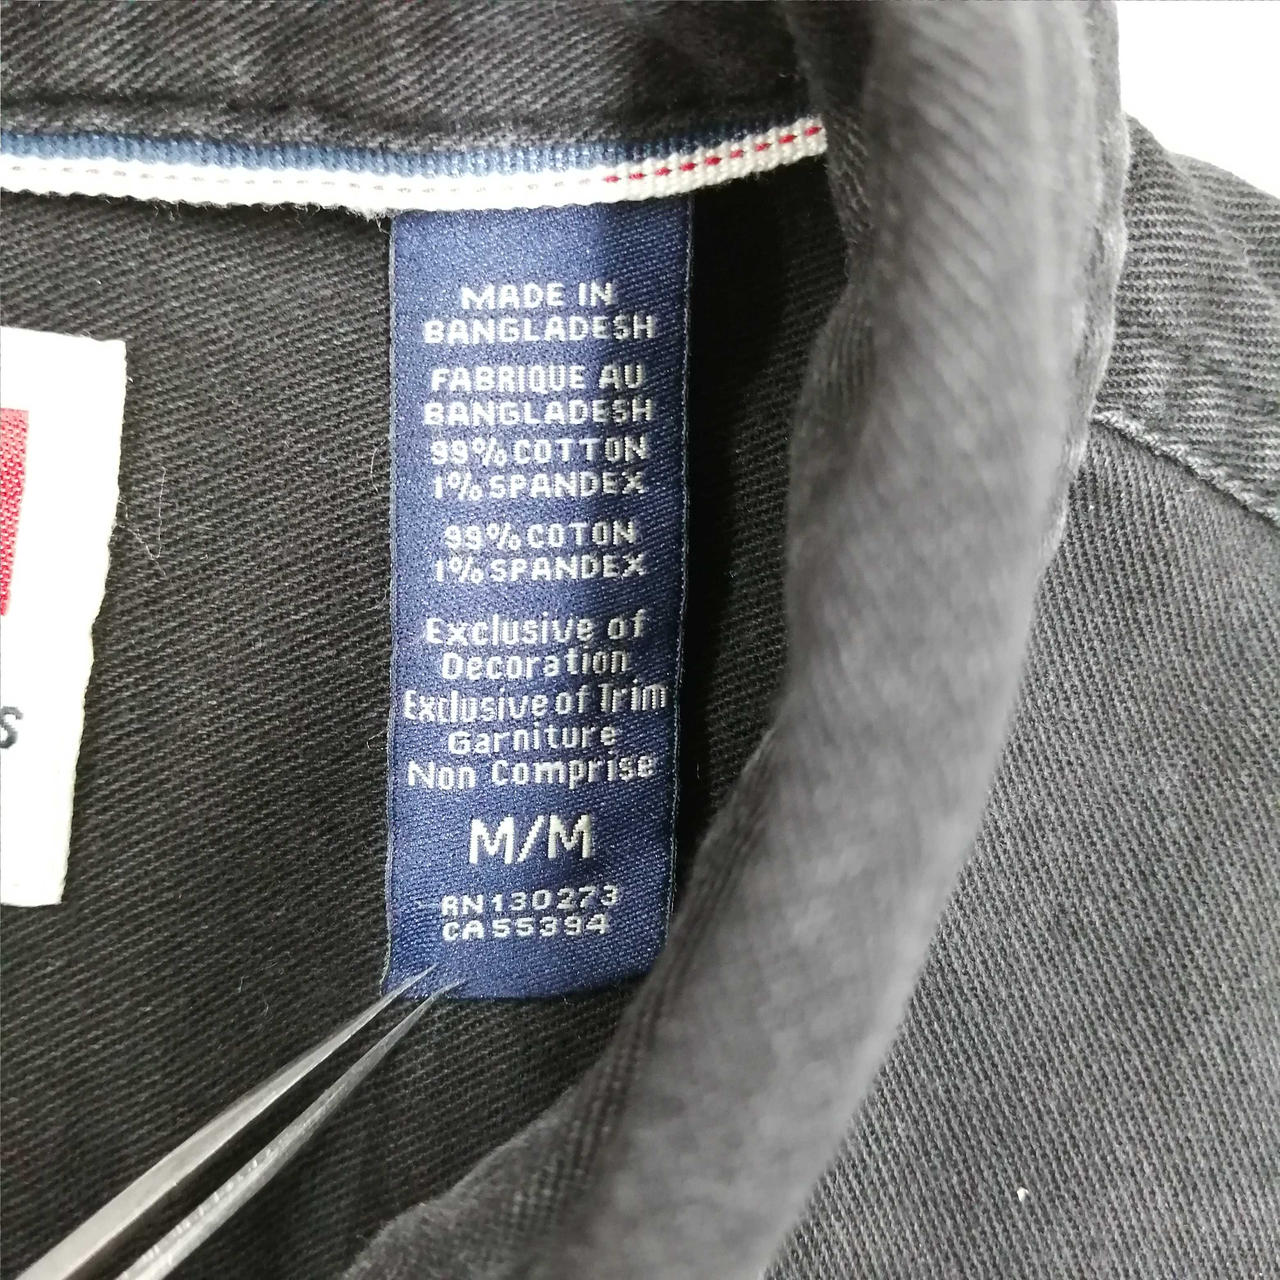 MADE IN
BANGLADESH
FABRIQUE AU
BANGLADESH
99% COTTON
1% SPANDEX
99% COTON
1% SPANDEX
Exclusive of
Decoration
Exclusive of Trim
Garniture
Non Comprise
M/M
RN130273
CA55394
s